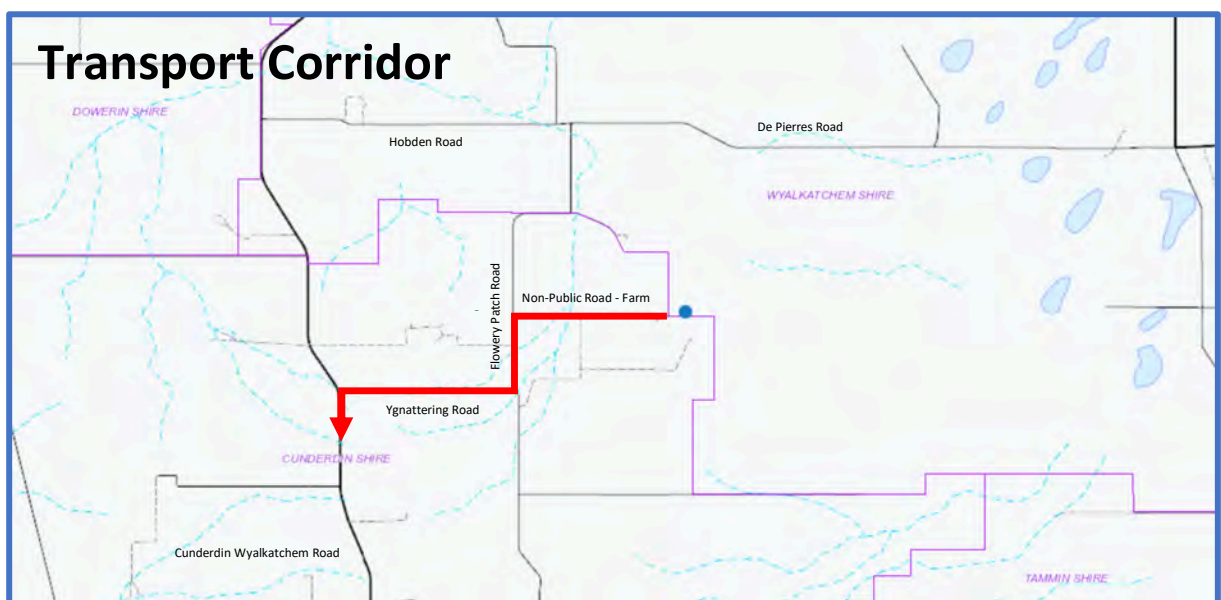 Transport Corridor
DOWERIN SHIRE
De Pierres Road
Hobden Road
WYALKATCHEM SHIRE
Flowery Patch Road
Non-Public Road - Farm
Ygnattering Road
CUNDERDIN SHIRE
Cunderdin Wyalkatchem Road
TAMMIN SHIRE